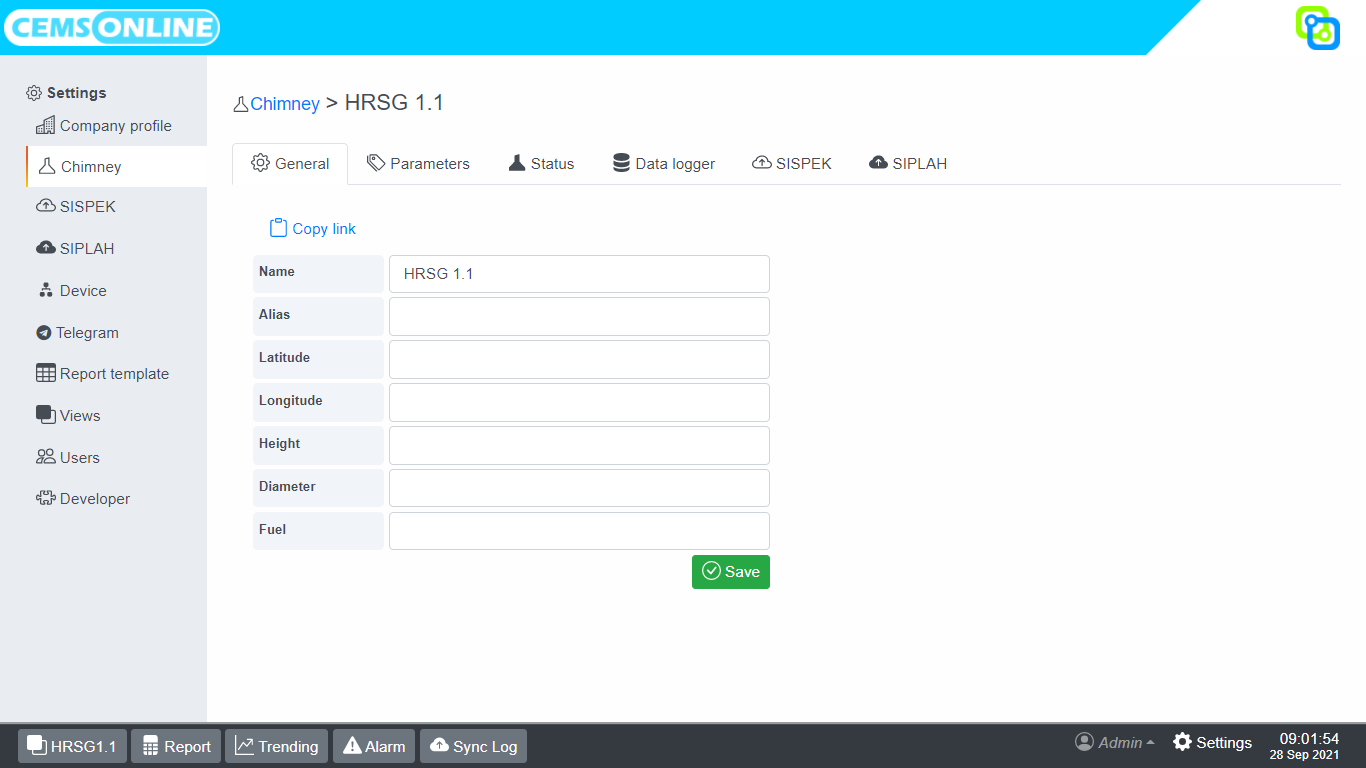 CEMSONLINE
Settings
Company profile
Chimney
SISPEK
SIPLAH
Device
Telegram
Report template
Views
Users
Developer
Chimney > HRSG 1.1
General Parameters Status Data logger SISPEK SIPLAH
Copy link
Name HRSG 1.1
Alias
Latitude
Longitude
Height
Diameter
Fuel
Save
HRSG1.1 Report Trending Alarm Sync Log Admin Settings 09:01:54
28 Sep 2021